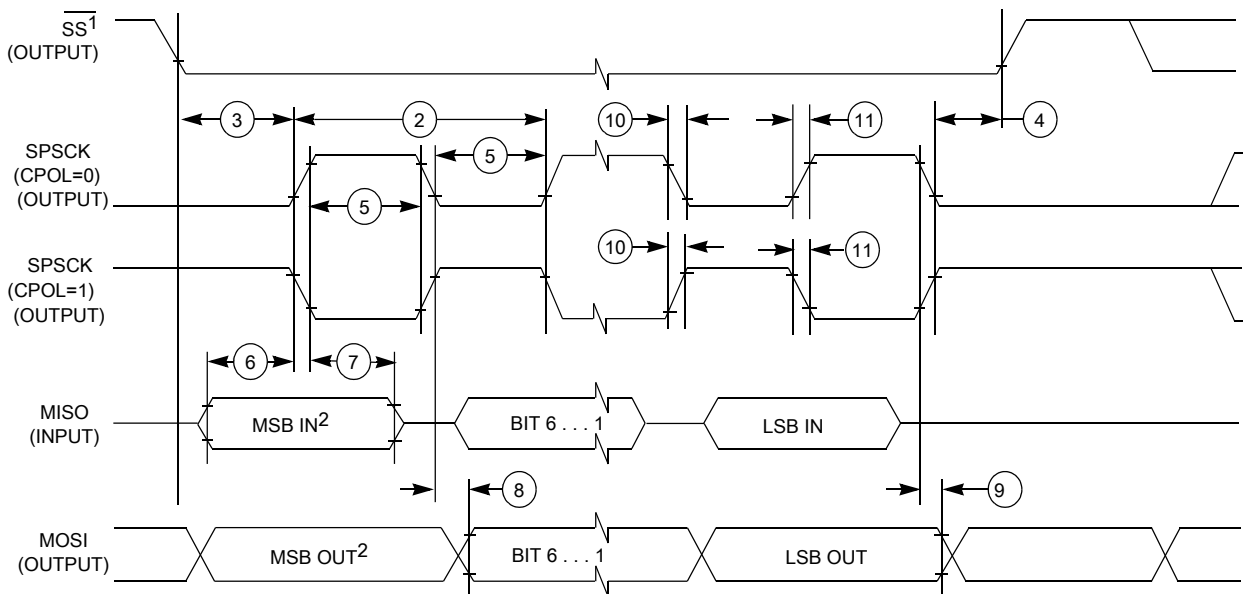 SS1
(OUTPUT)
3
2
10
11
4
SPSCK
(CPOL=0)
(OUTPUT)
5
5
SPSCK
(CPOL=1)
(OUTPUT)
10
11
6
7
MISO
(INPUT)
MSB IN2
BIT 6 . . . 1
LSB IN
8
9
MOSI
(OUTPUT)
MSB OUT2
BIT 6 . . . 1
LSB OUT